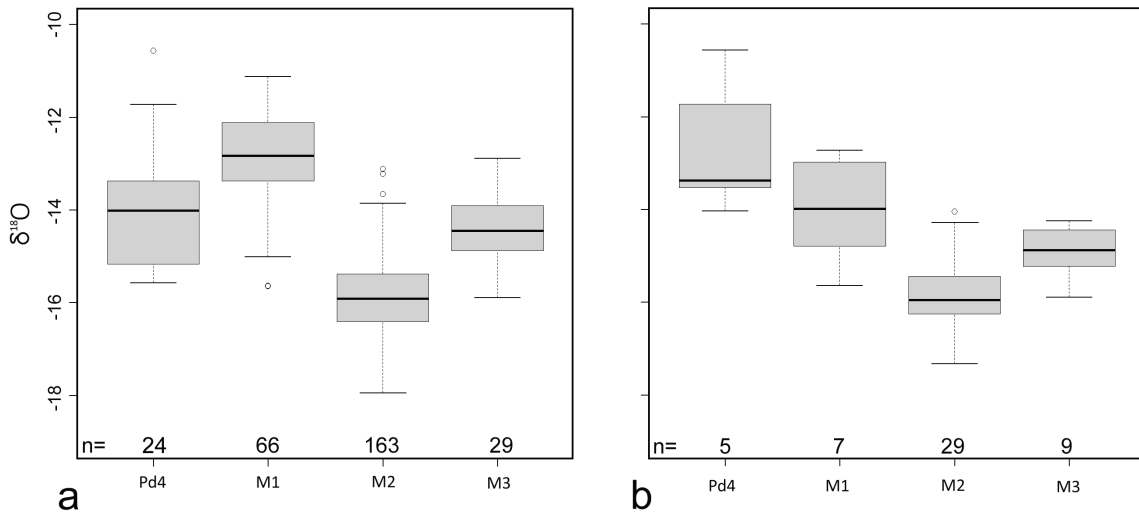 -10
-12
-14
-16
-18
δ¹⁸O
n= 24 66 163 29
Pd4 M1 M2 M3
a
n= 5 7 29 9
Pd4 M1 M2 M3
b